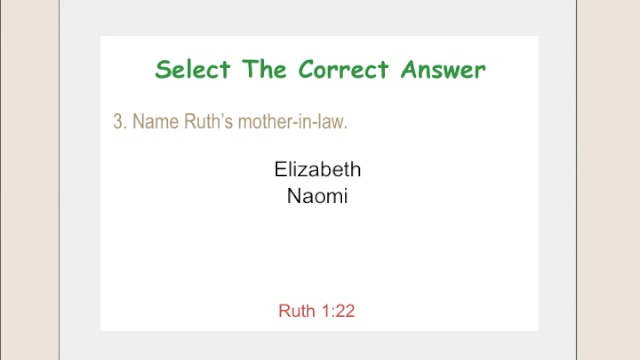 Select The Correct Answer
3. Name Ruth's mother-in-law.
Elizabeth
Naomi
Ruth 1:22